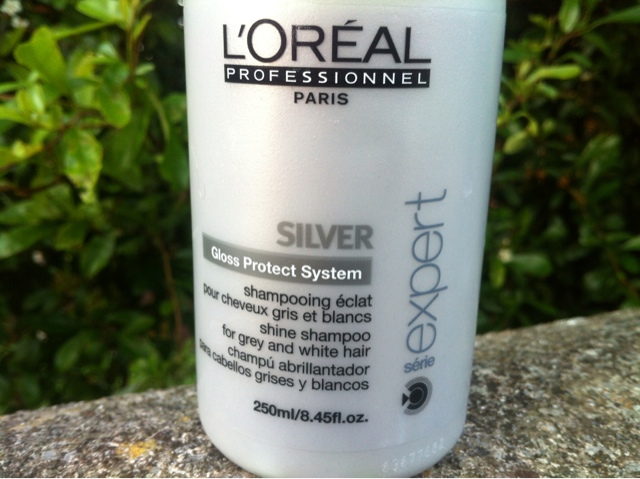 L'ORÉAL
PROFESSIONNEL
PARIS
SILVER
Gloss Protect System
shampooing éclat
pour cheveux gris et blancs
shine shampoo
for grey and white hair
champú abrillantador
para cabellos grises y blancos
250ml/8.45fl.oz.
série expert